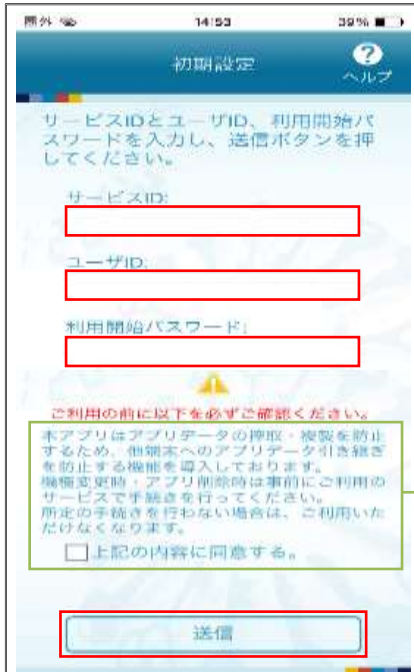 圏外 14:53 39%
初期設定
?
ヘルプ
サービスIDとユーザID、利用開始パ
スワードを入力し、送信ボタンを押
してください。
サービスID:
ユーザID:
利用開始パスワード:
ご利用の前に以下を必ずご確認ください。
本アプリはアプリデータの搾取・複製を防止
するため、他端末へのアプリデータ引き継ぎ
を防止する機能を導入しております。
機種変更時・アプリ削除時は事前にご利用の
サービスで手続きを行ってください。
所定の手続きを行わない場合は、ご利用いた
だけなくなります。
上記の内容に同意する。
送信